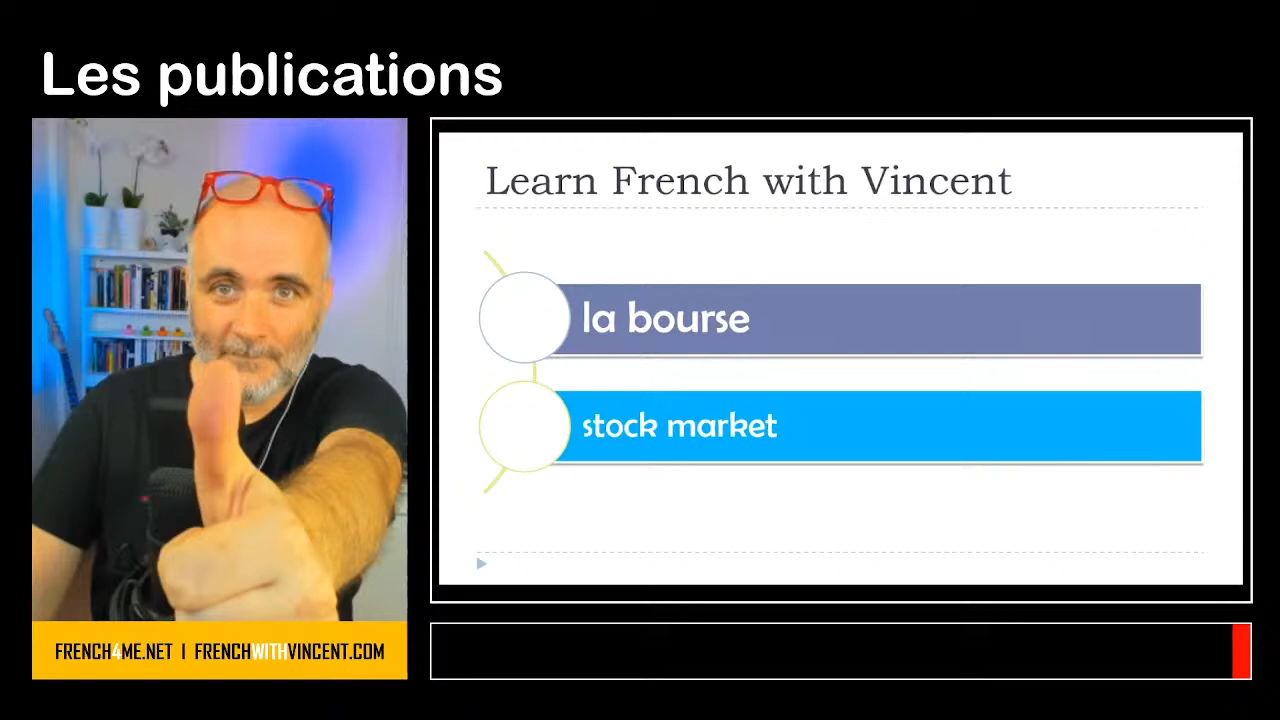 Les publications
Learn French with Vincent
la bourse
stock market
FRENCH4ME.NET I FRENCHWITHVINCENT.COM